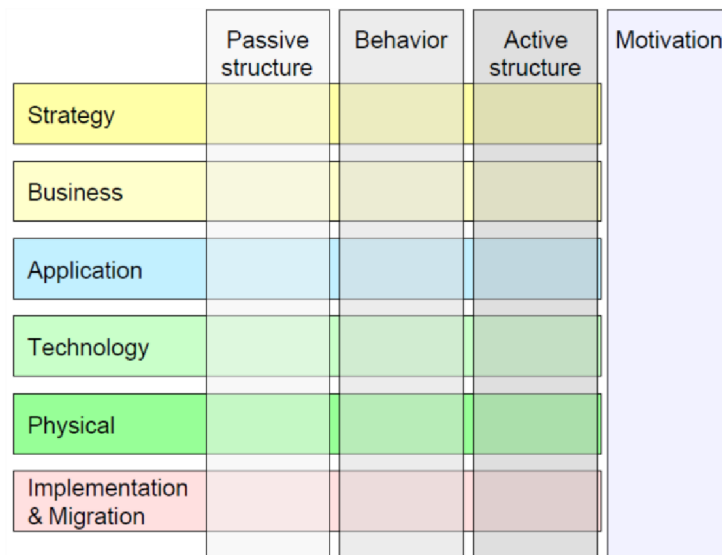 Passive
structure
Behavior
Active
structure
Motivation
Strategy
Business
Application
Technology
Physical
Implementation
& Migration